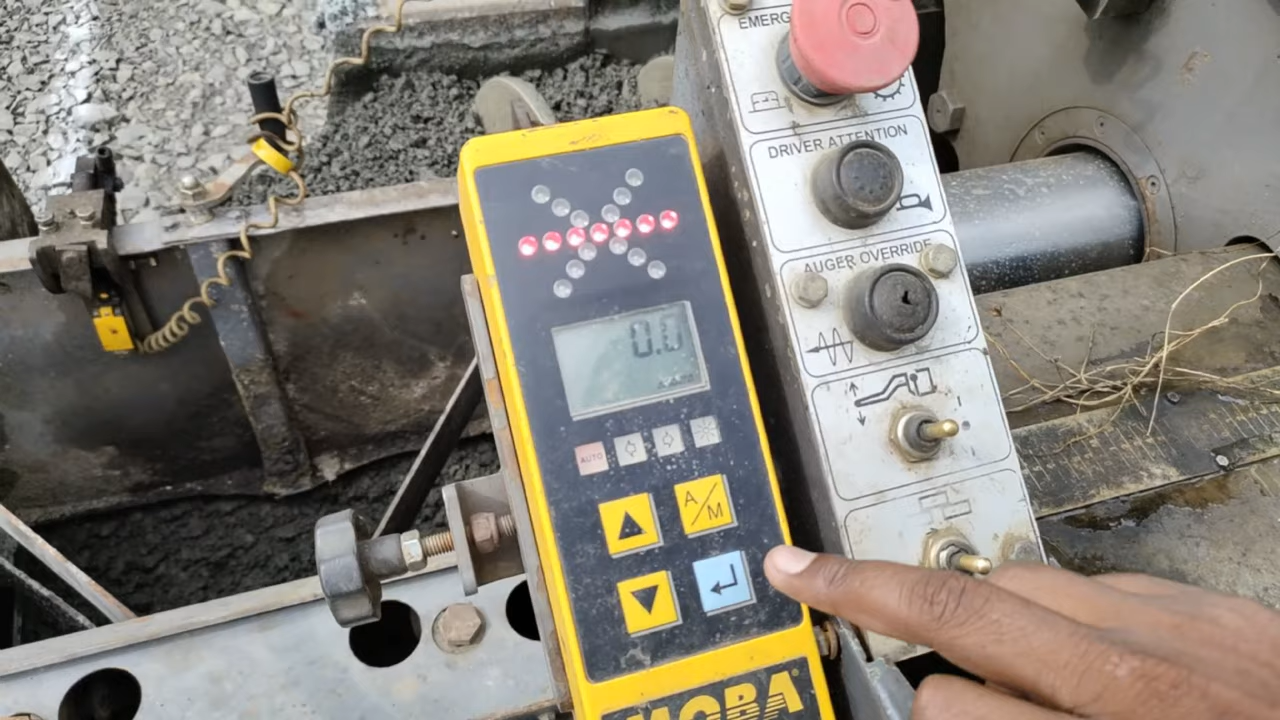 EMERG
DRIVER ATTENTION
AUGER OVERRIDE
0.0
AUTO
A/M
MOBA